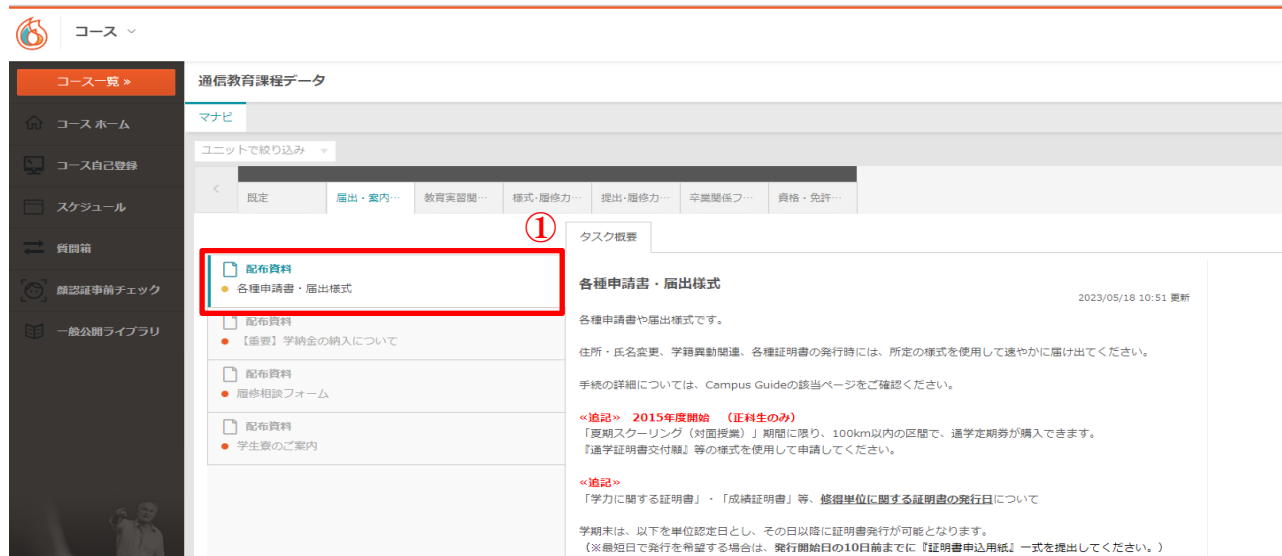 コース
コース一覧 »
コース ホーム
コース自己登録
スケジュール
質問箱
顔認証事前チェック
一般公開ライブラリ
通信教育課程データ
マナビ
ユニットで絞り込み
既定
届出・案内…
教育実習関…
様式・履修カ…
提出・履修カ…
卒業関係フ…
資格・免許…
①
配布資料
各種申請書・届出様式
配布資料
【重要】学納金の納入について
配布資料
履修相談フォーム
配布資料
学生寮のご案内
タスク概要
各種申請書・届出様式
2023/05/18 10:51 更新
各種申請書や届出様式です。
住所・氏名変更、学籍異動関連、各種証明書の発行時には、所定の様式を使用して速やかに届け出てください。
手続の詳細については、Campus Guideの該当ページをご確認ください。
≪追記≫ 2015年度開始 （正科生のみ）
「夏期スクーリング（対面授業）」期間に限り、100km以内の区間で、通学定期券が購入できます。
『通学証明書交付願』等の様式を使用して申請してください。
≪追記≫
「学力に関する証明書」・「成績証明書」等、修得単位に関する証明書の発行日について
学期末は、以下を単位認定日とし、その日以降に証明書発行が可能となります。
（※最短日で発行を希望する場合は、発行開始日の10日前までに『証明書申込用紙』一式を提出してください。）